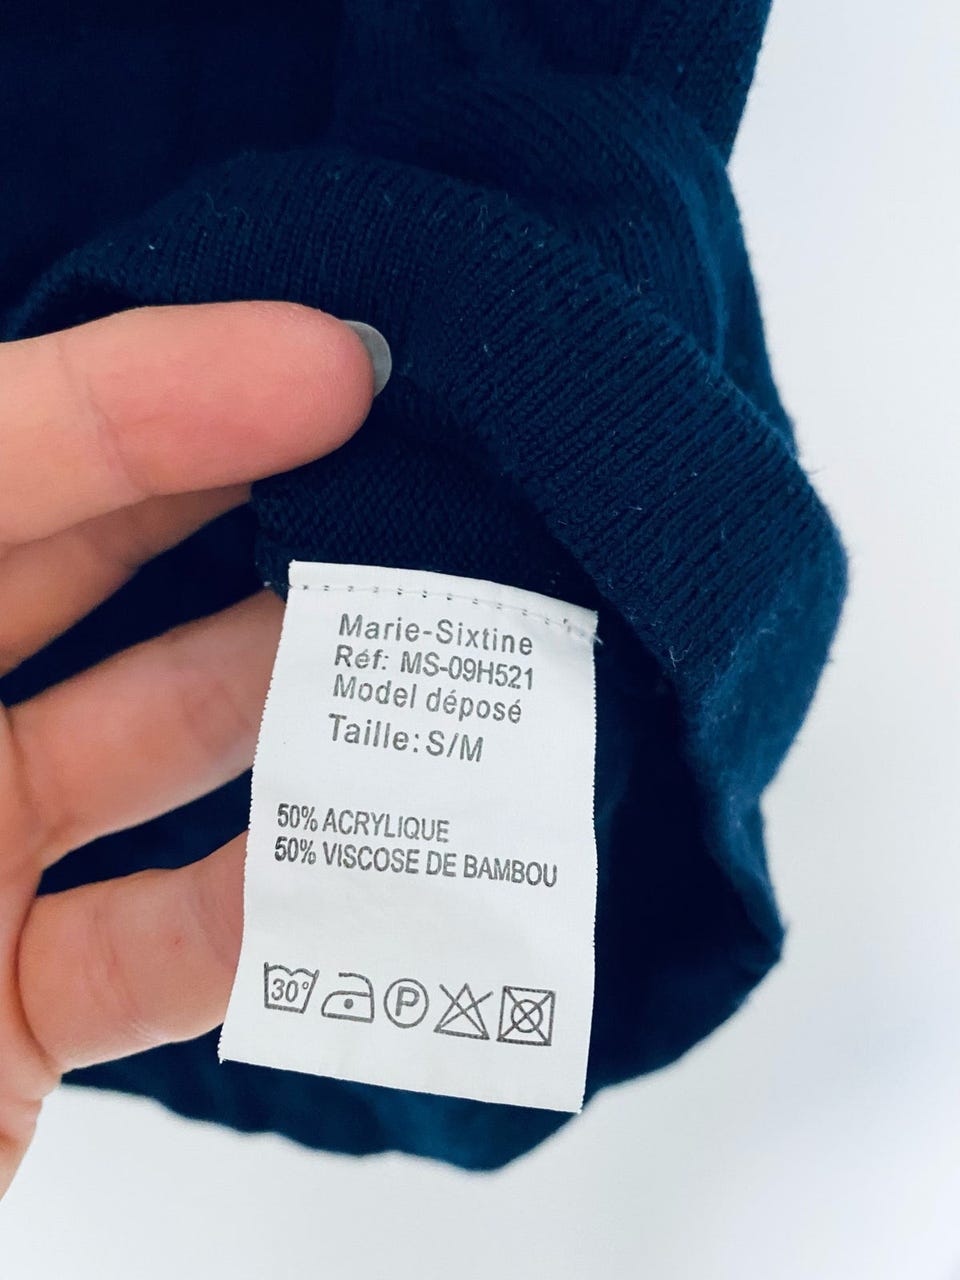 Marie-Sixtine
Réf: MS-09H521
Model déposé
Taille: S/M
50% ACRYLIQUE
50% VISCOSE DE BAMBOU
30° P